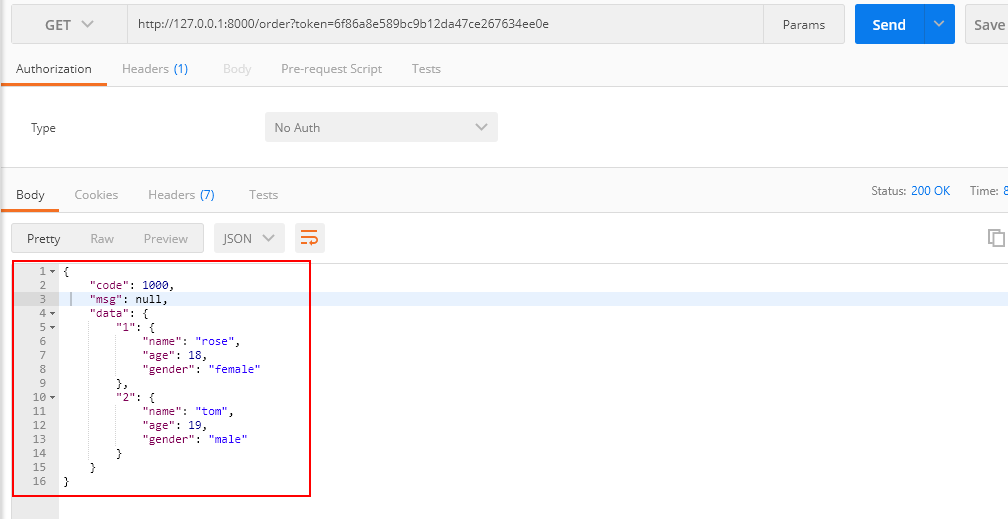 GET http://127.0.0.1:8000/order?token=6f86a8e589bc9b12da47ce267634ee0e Params Send Save
Authorization Headers (1) Body Pre-request Script Tests
Type No Auth
Body Cookies Headers (7) Tests Status: 200 OK Time: 8
Pretty Raw Preview JSON
1 {
2 "code": 1000,
3 "msg": null,
4 "data": {
5 "1": {
6 "name": "rose",
7 "age": 18,
8 "gender": "female"
9 },
10 "2": {
11 "name": "tom",
12 "age": 19,
13 "gender": "male"
14 }
15 }
16 }